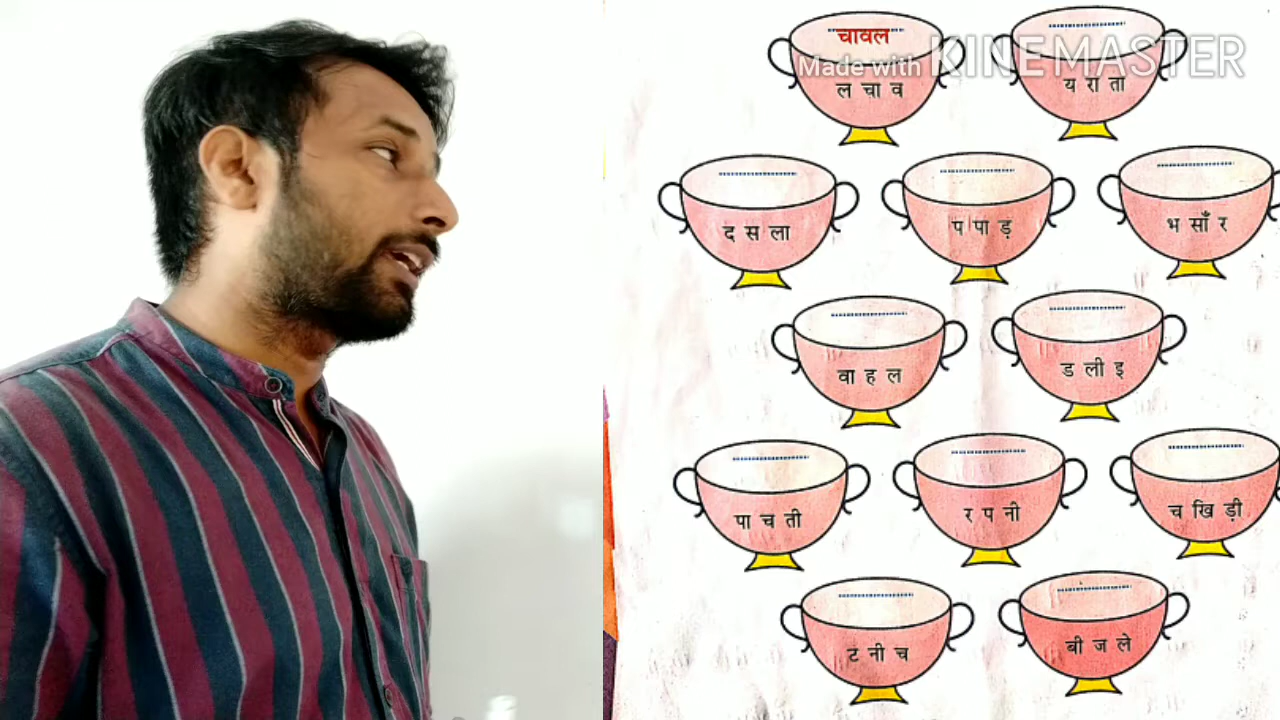 चावल
Made with KINEMASTER
ल चा व
य रा ता
द स ला
प पा ड़
भ साँ र
वा ह ल
ड ली इ
पा च ती
र प नी
च खि ड़ी
ट नी च
बी ज ले